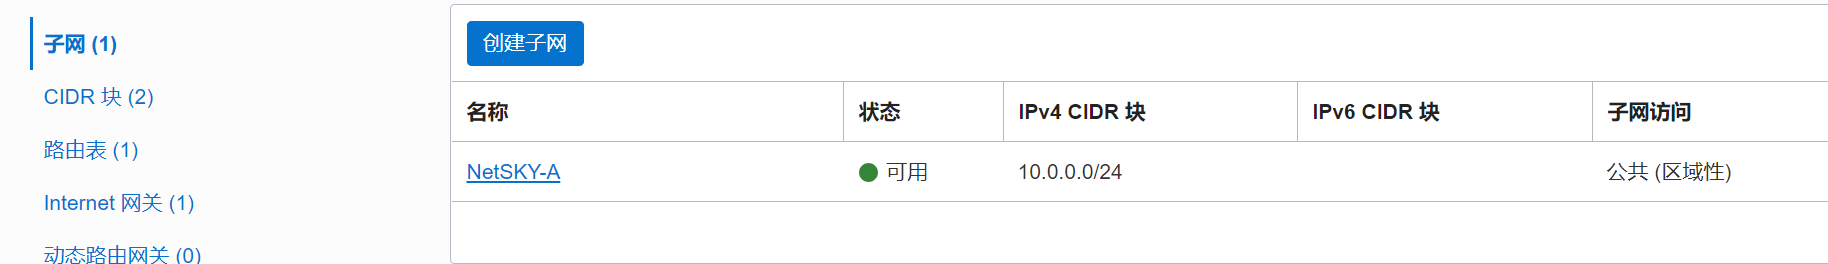 子网 (1)
CIDR 块 (2)
路由表 (1)
Internet 网关 (1)
动态路由网关 (0)
创建子网
名称 状态 IPv4 CIDR 块 IPv6 CIDR 块 子网访问
NetSKY-A 可用 10.0.0.0/24 公共 (区域性)